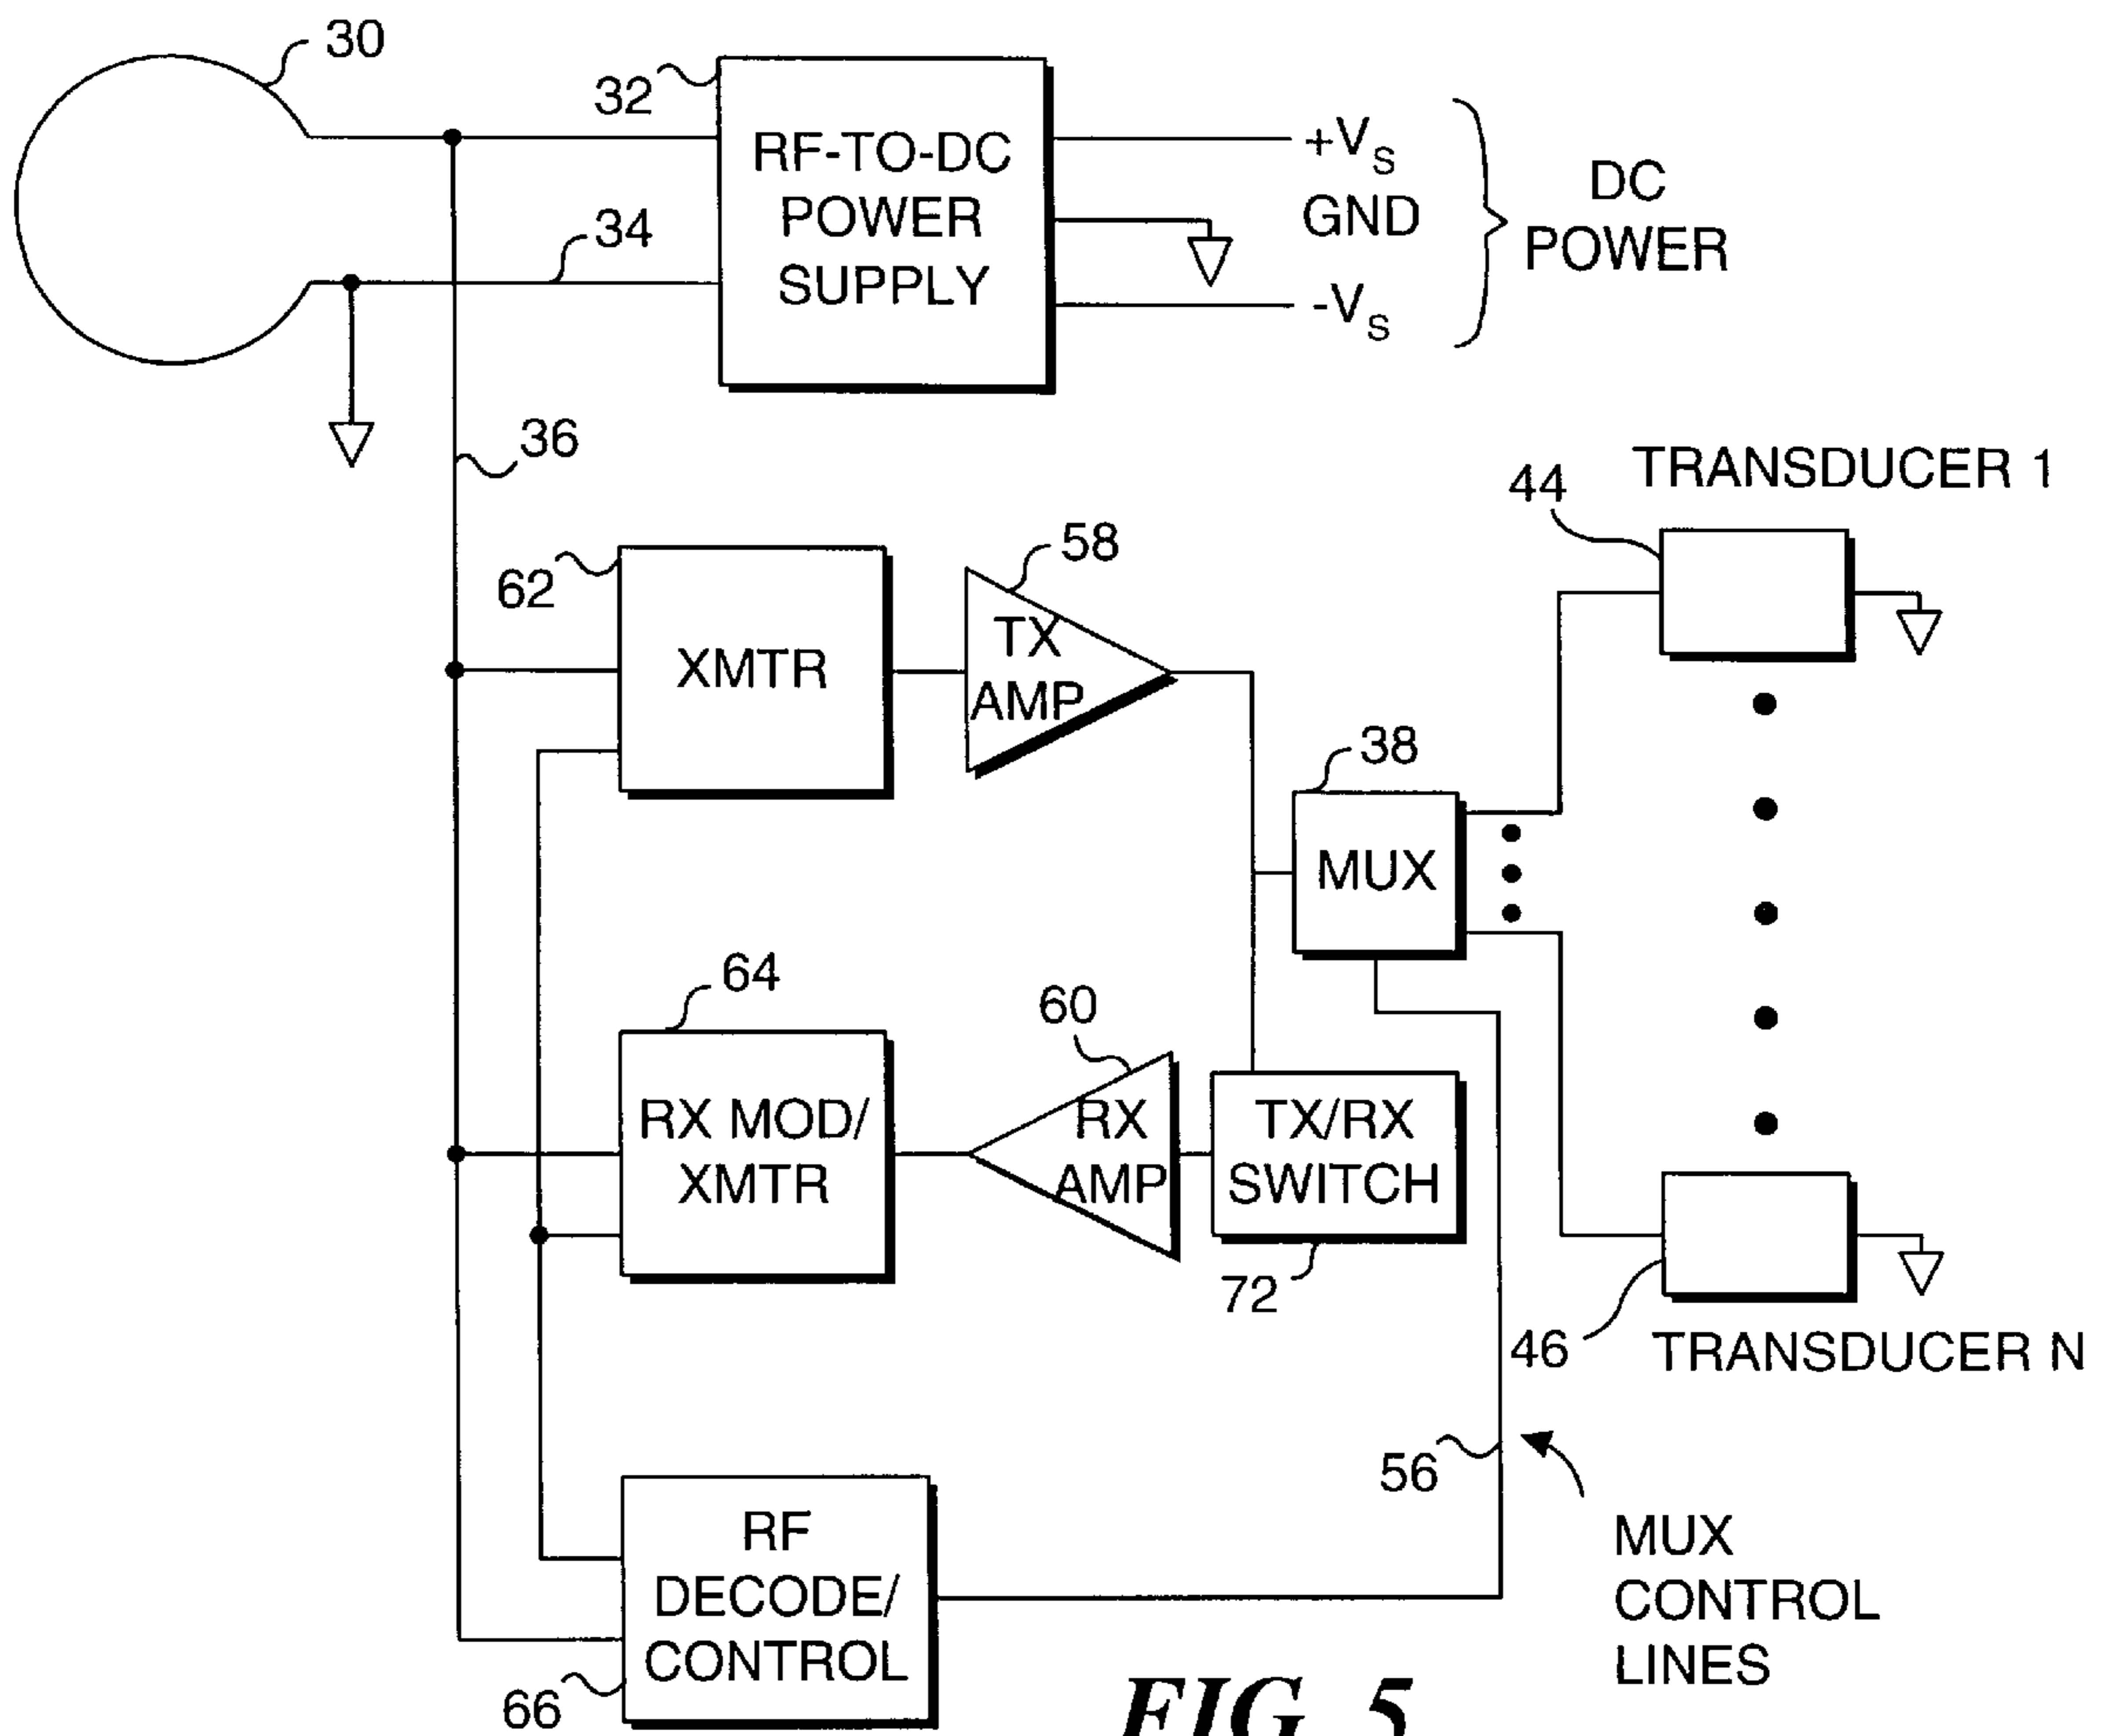 30
32
RF-TO-DC
POWER
SUPPLY
+VS
GND
-VS
DC
POWER
34
36
TRANSDUCER 1
44
58
62
XMTR
TX
AMP
38
MUX
64
60
RX MOD/
XMTR
RX
AMP
TX/RX
SWITCH
72
46
TRANSDUCER N
56
MUX
CONTROL
LINES
RF
DECODE/
CONTROL
66
FIG. 5